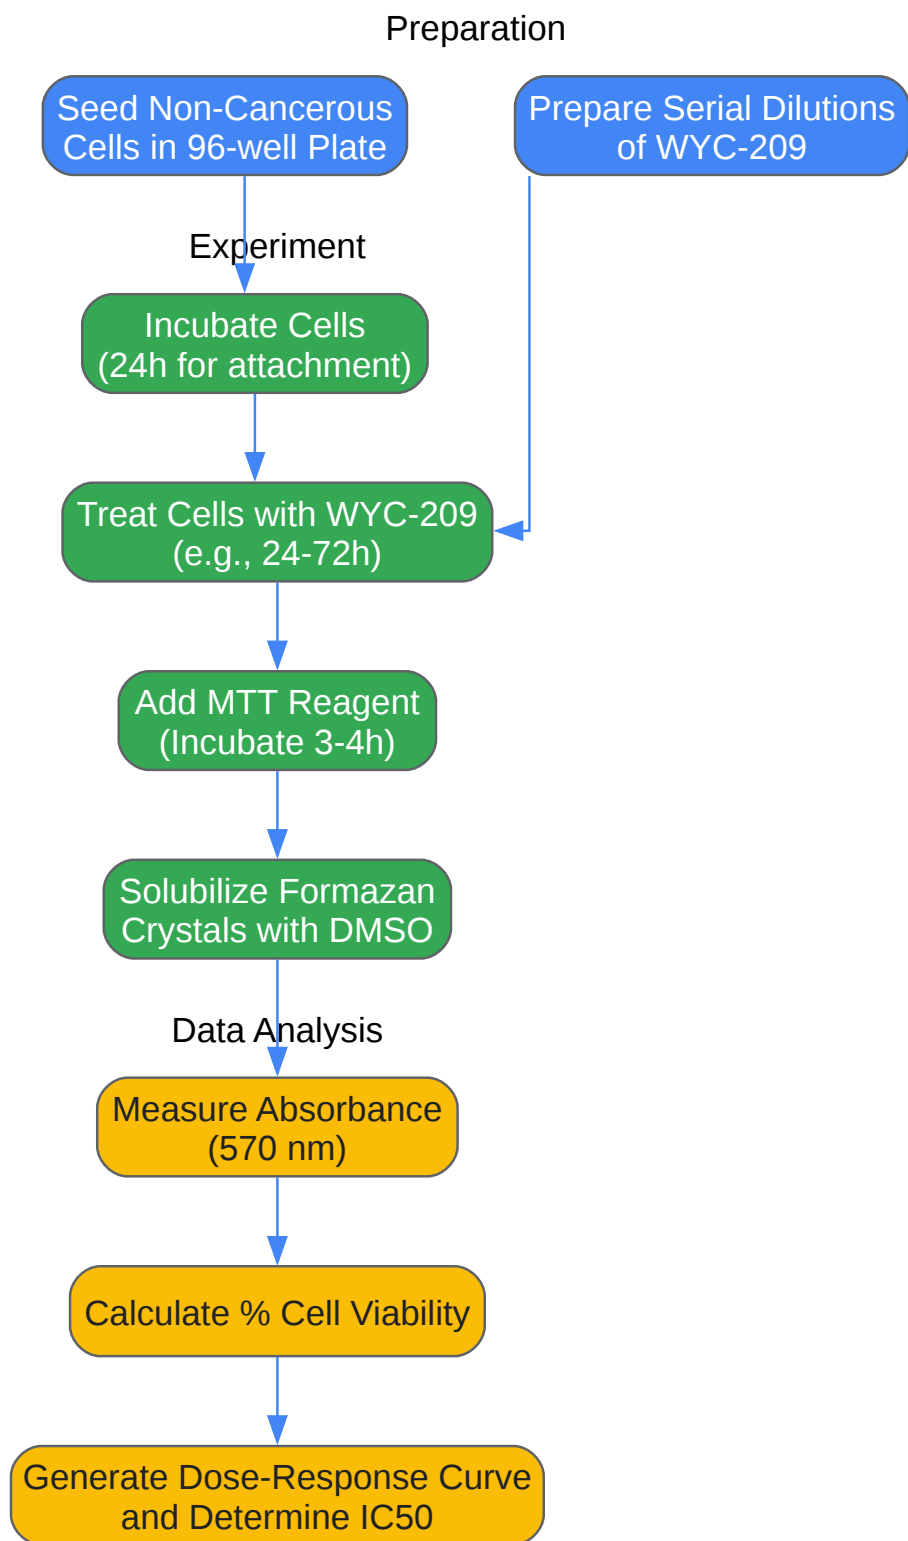 Preparation
Seed Non-Cancerous
Cells in 96-well Plate
Prepare Serial Dilutions
of WYC-209
Experiment
Incubate Cells
(24h for attachment)
Treat Cells with WYC-209
(e.g., 24-72h)
Add MTT Reagent
(Incubate 3-4h)
Solubilize Formazan
Crystals with DMSO
Data Analysis
Measure Absorbance
(570 nm)
Calculate % Cell Viability
Generate Dose-Response Curve
and Determine IC50